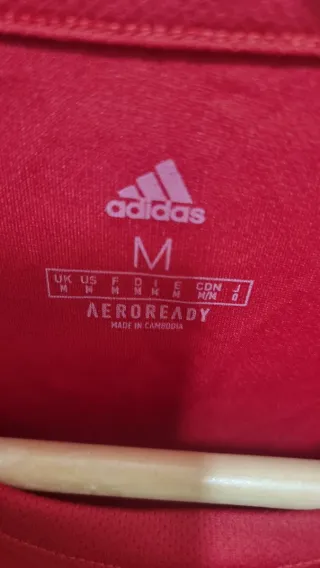 adidas
M
UK US F D I E CDN J
M M M M M M M/M O
AEROREADY
MADE IN CAMBODIA